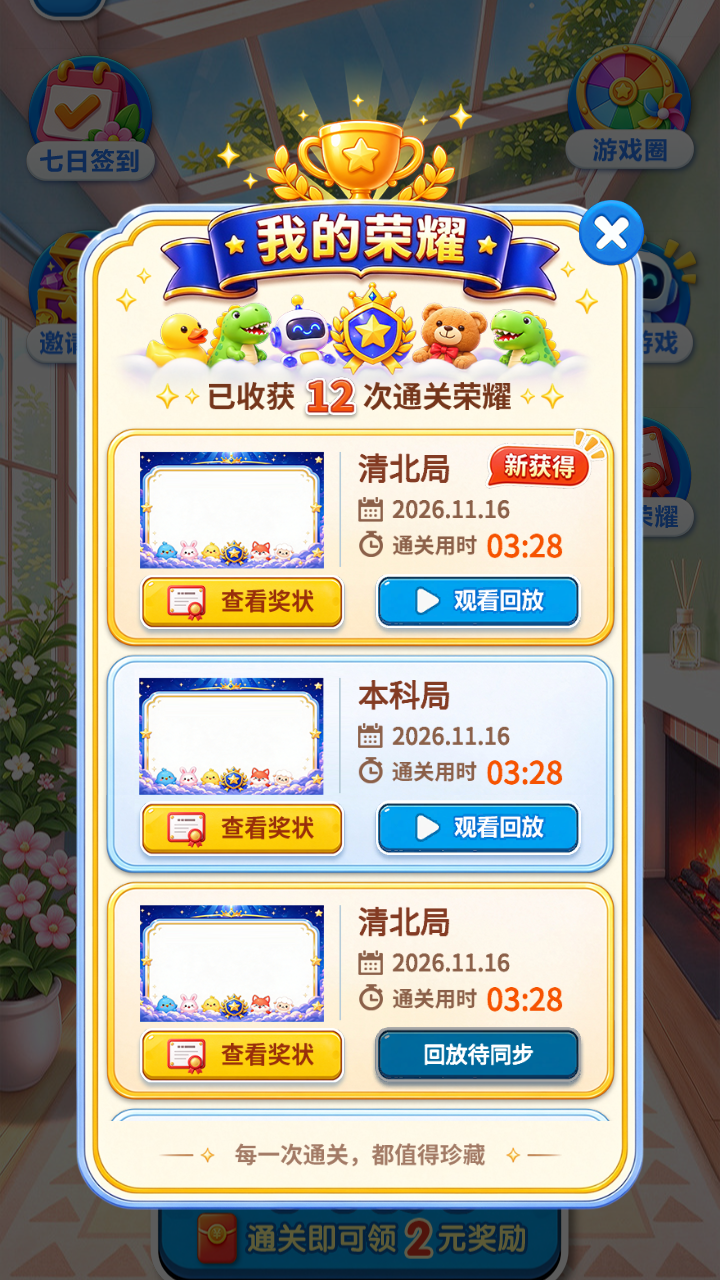 七日签到
游戏圈
我的荣耀
邀请
游戏
已收获 12 次通关荣耀
荣耀
清北局
新获得
2026.11.16
通关用时 03:28
查看奖状
观看回放
本科局
2026.11.16
通关用时 03:28
查看奖状
观看回放
清北局
2026.11.16
通关用时 03:28
查看奖状
回放待同步
每一次通关，都值得珍藏
通关即可领2元奖励